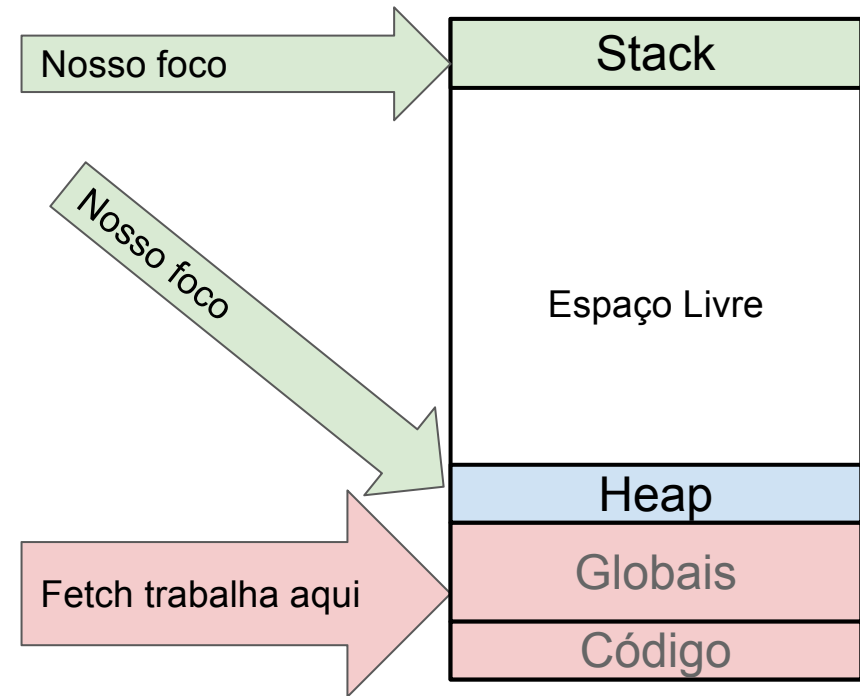 Nosso foco
Stack
Nosso foco
Espaço Livre
Heap
Globais
Fetch trabalha aqui
Código